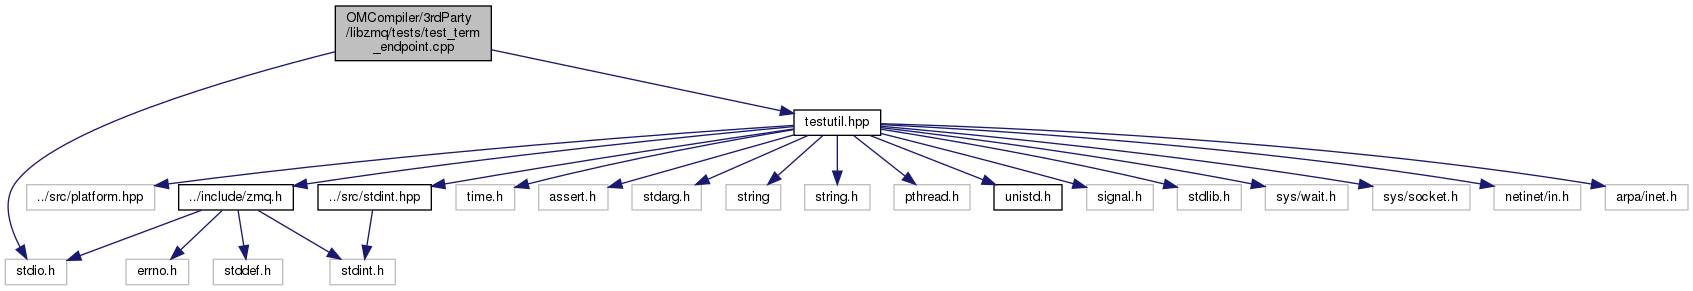 OMCompiler/3rdParty
/libzmq/tests/test_term
_endpoint.cpp
testutil.hpp
../src/platform.hpp
../include/zmq.h
../src/stdint.hpp
time.h
assert.h
stdarg.h
string
string.h
pthread.h
unistd.h
signal.h
stdlib.h
sys/wait.h
sys/socket.h
netinet/in.h
arpa/inet.h
stdio.h
errno.h
stddef.h
stdint.h